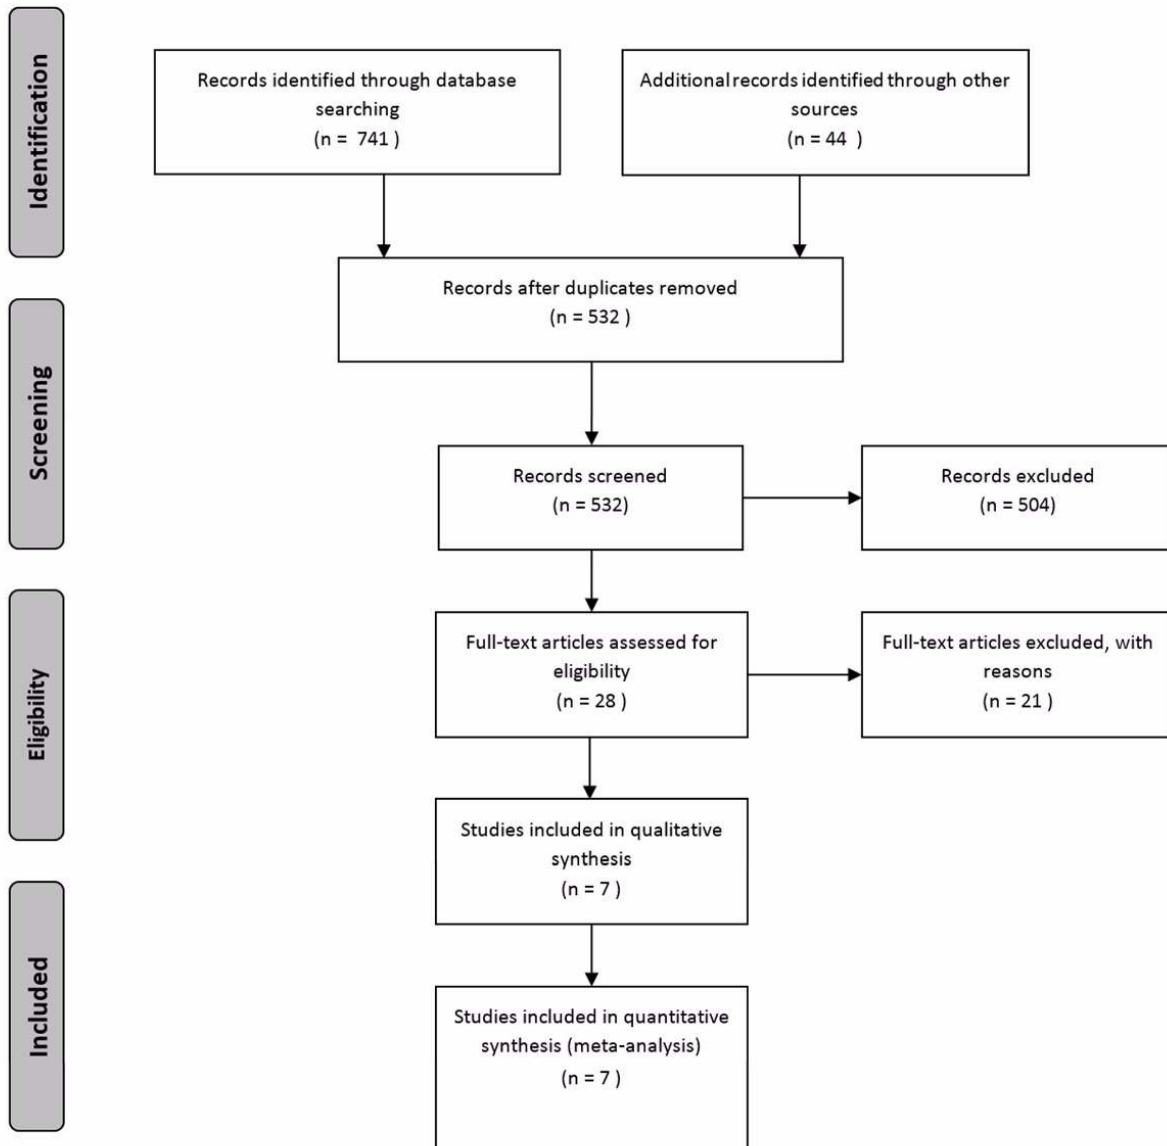 Identification
Records identified through database
searching
(n = 741 )
Additional records identified through other
sources
(n = 44 )
Records after duplicates removed
(n = 532 )
Screening
Records screened
(n = 532)
Records excluded
(n = 504)
Eligibility
Full-text articles assessed for
eligibility
(n = 28 )
Full-text articles excluded, with
reasons
(n = 21 )
Studies included in qualitative
synthesis
(n = 7 )
Included
Studies included in quantitative
synthesis (meta-analysis)
(n = 7 )